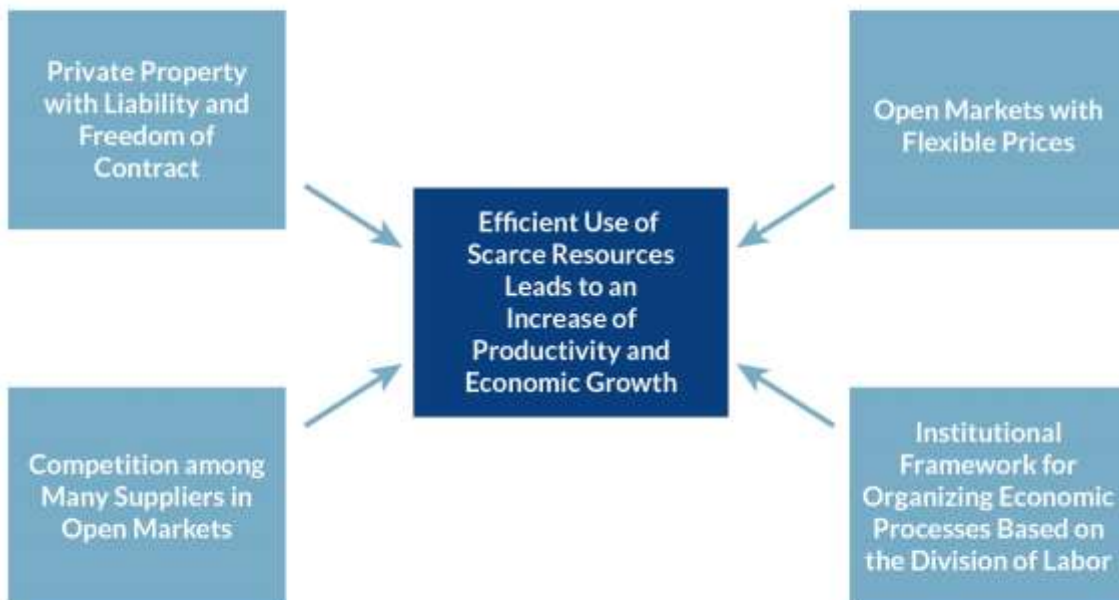 Private Property
with Liability and
Freedom of
Contract
Open Markets with
Flexible Prices
Efficient Use of
Scarce Resources
Leads to an
Increase of
Productivity and
Economic Growth
Competition among
Many Suppliers in
Open Markets
Institutional
Framework for
Organizing Economic
Processes Based on
the Division of Labor